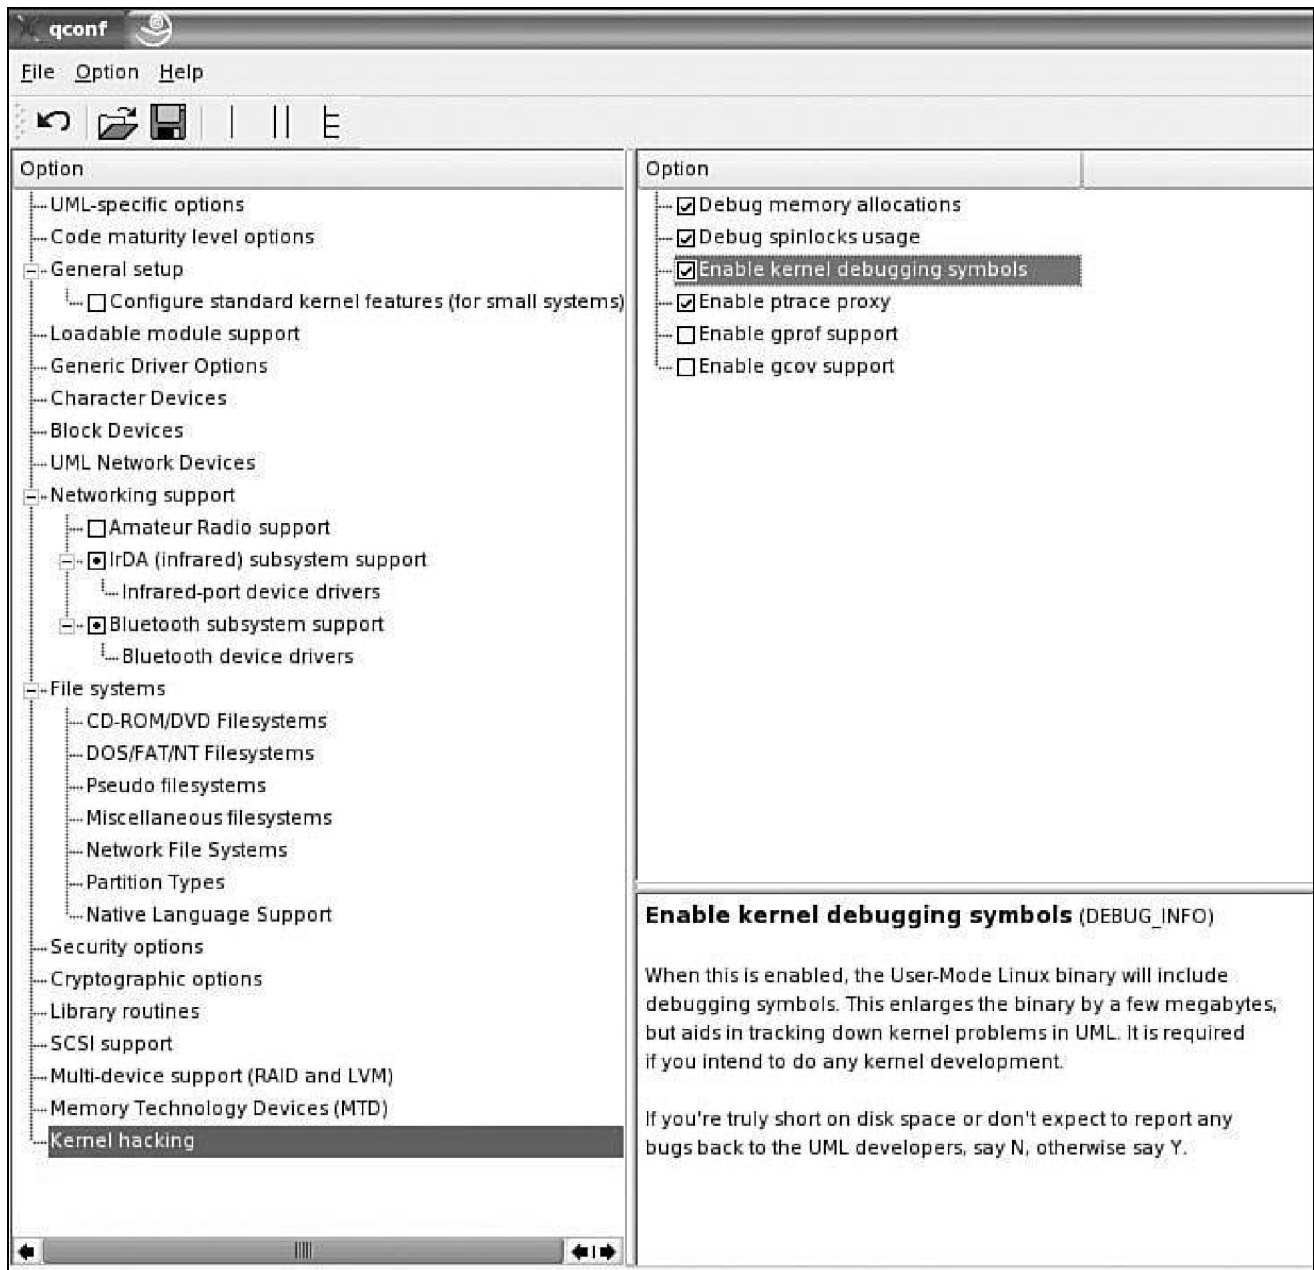 qconf
File Option Help
Option
UML-specific options
Code maturity level options
General setup
Configure standard kernel features (for small systems)
Loadable module support
Generic Driver Options
Character Devices
Block Devices
UML Network Devices
Networking support
Amateur Radio support
IrDA (infrared) subsystem support
Infrared-port device drivers
Bluetooth subsystem support
Bluetooth device drivers
File systems
CD-ROM/DVD Filesystems
DOS/FAT/NT Filesystems
Pseudo filesystems
Miscellaneous filesystems
Network File Systems
Partition Types
Native Language Support
Security options
Cryptographic options
Library routines
SCSI support
Multi-device support (RAID and LVM)
Memory Technology Devices (MTD)
Kernel hacking
Option
Debug memory allocations
Debug spinlocks usage
Enable kernel debugging symbols
Enable ptrace proxy
Enable gprof support
Enable gcov support
Enable kernel debugging symbols (DEBUG_INFO)
When this is enabled, the User-Mode Linux binary will include
debugging symbols. This enlarges the binary by a few megabytes,
but aids in tracking down kernel problems in UML. It is required
if you intend to do any kernel development.
If you're truly short on disk space or don't expect to report any
bugs back to the UML developers, say N, otherwise say Y.